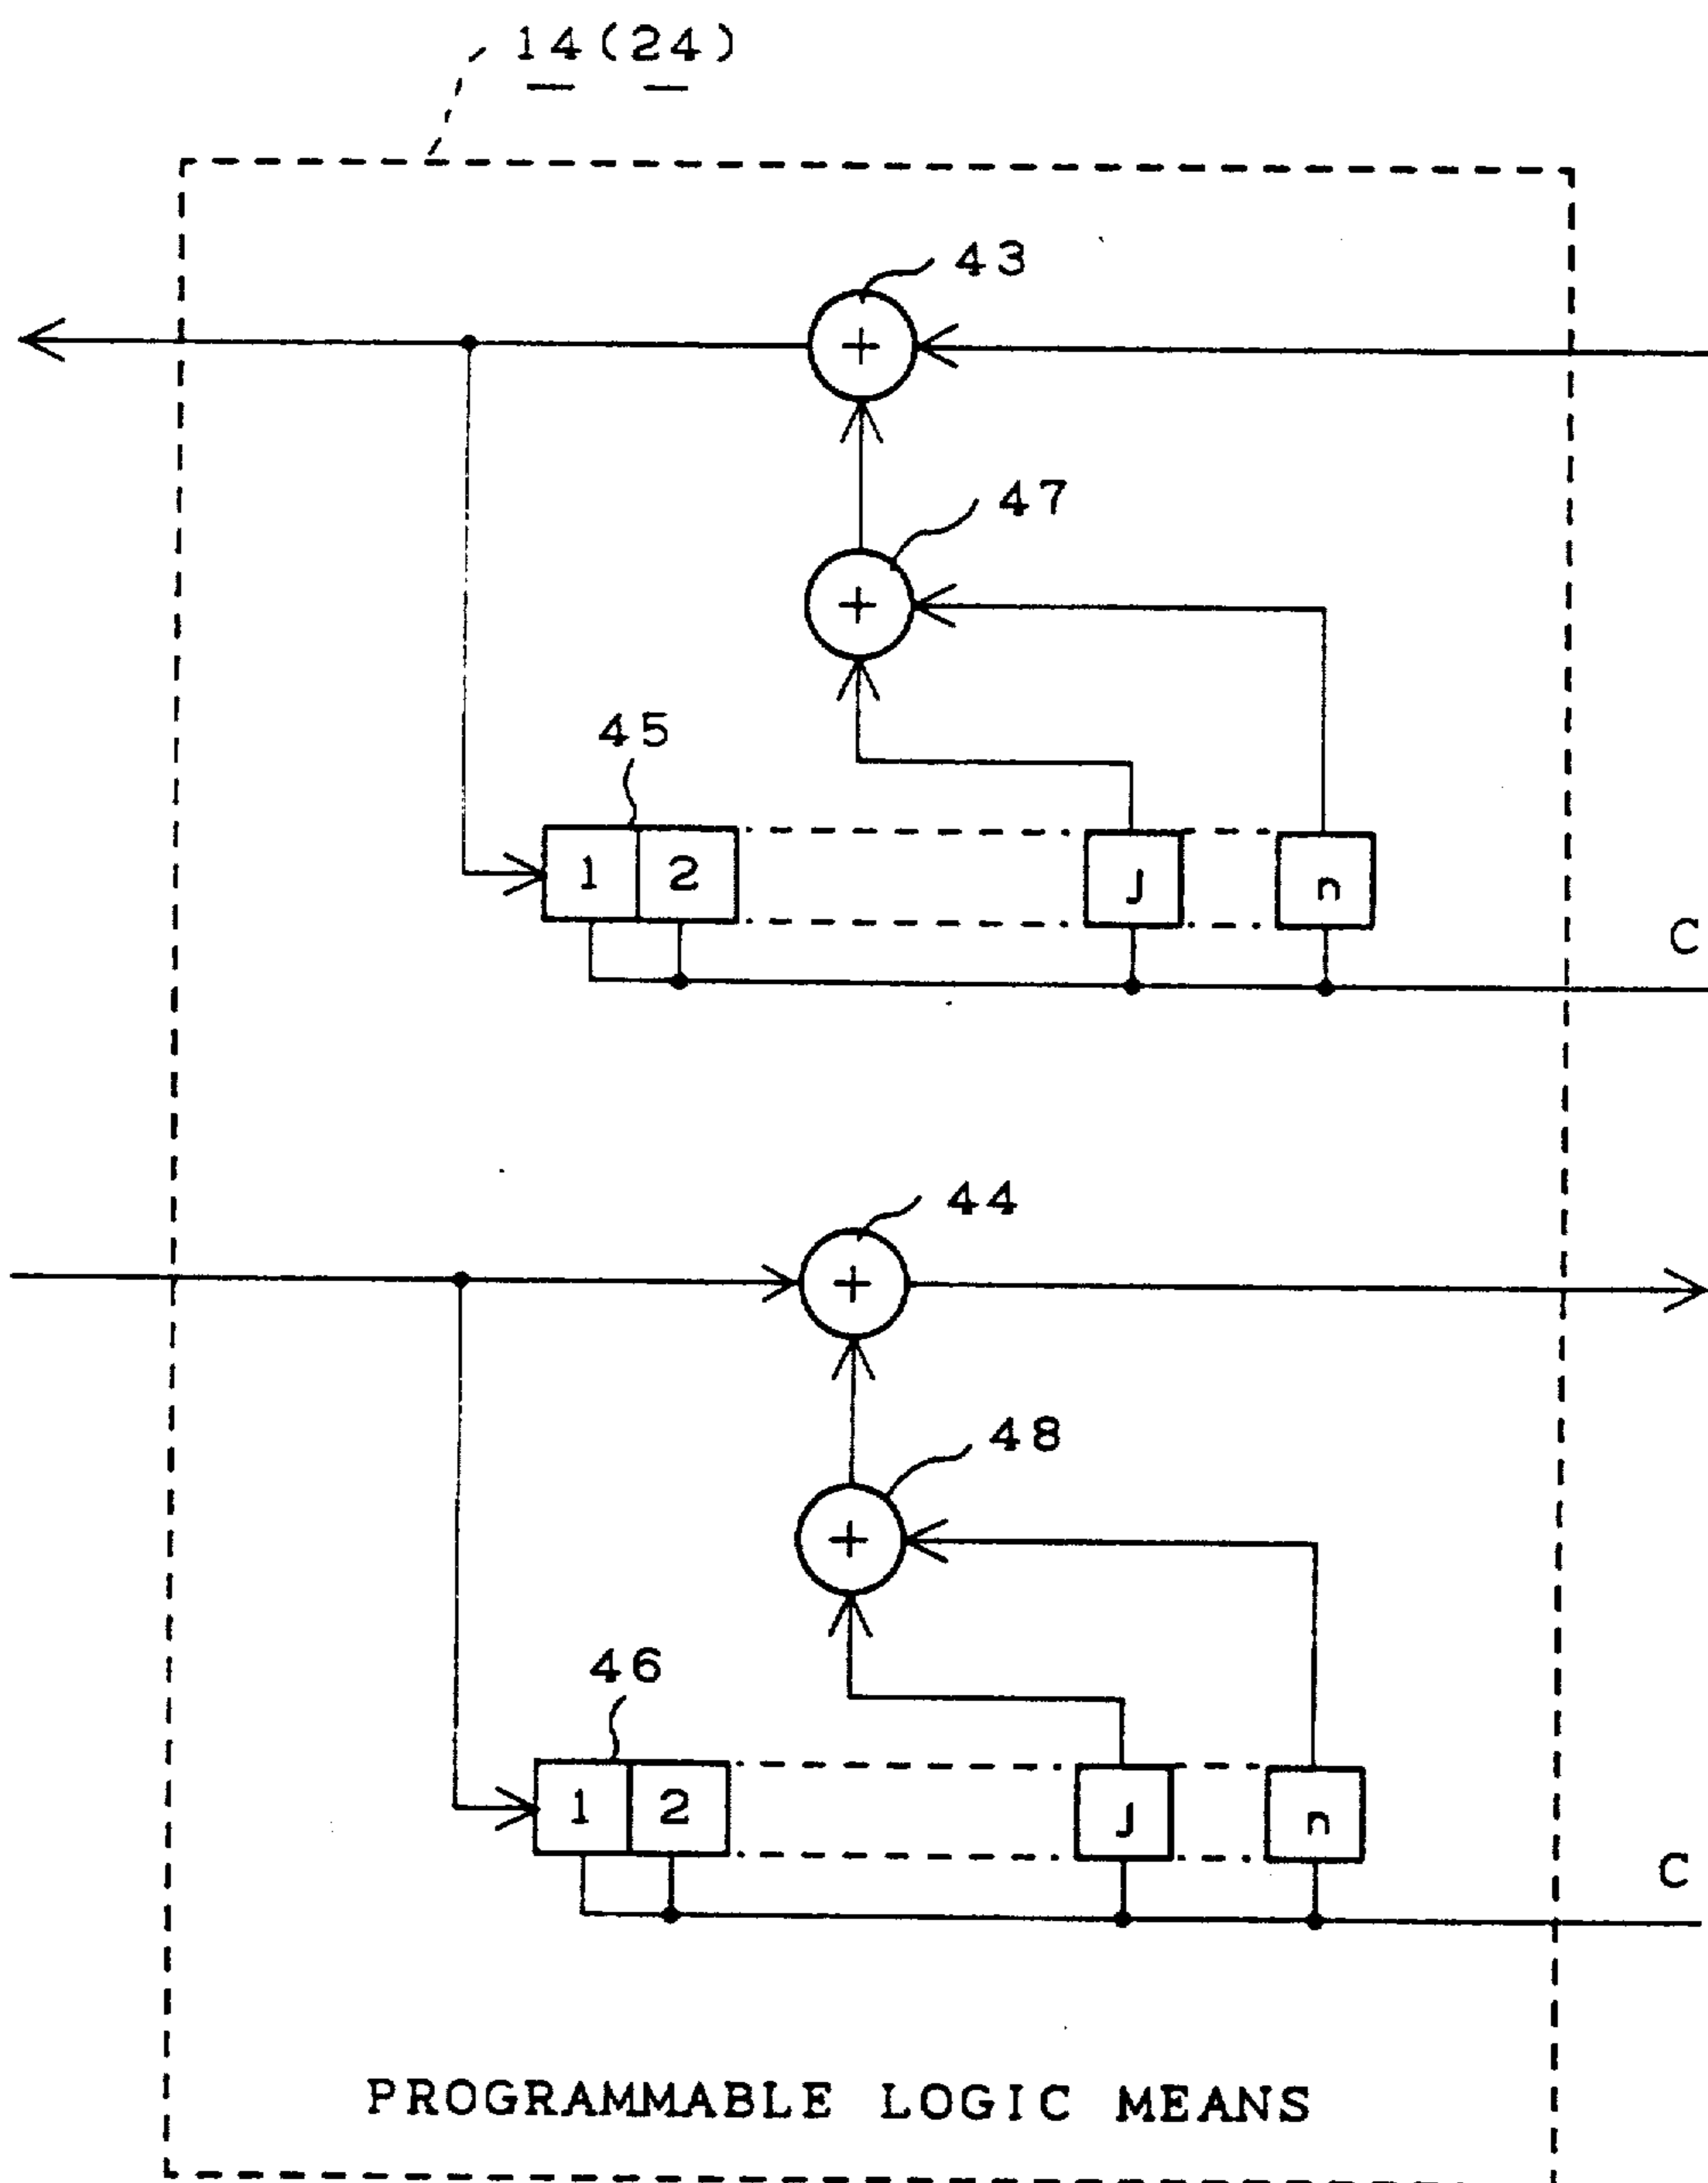 14(24)
43
47
45
1 2 J n
C
44
48
46
1 2 J n
C
PROGRAMMABLE LOGIC MEANS